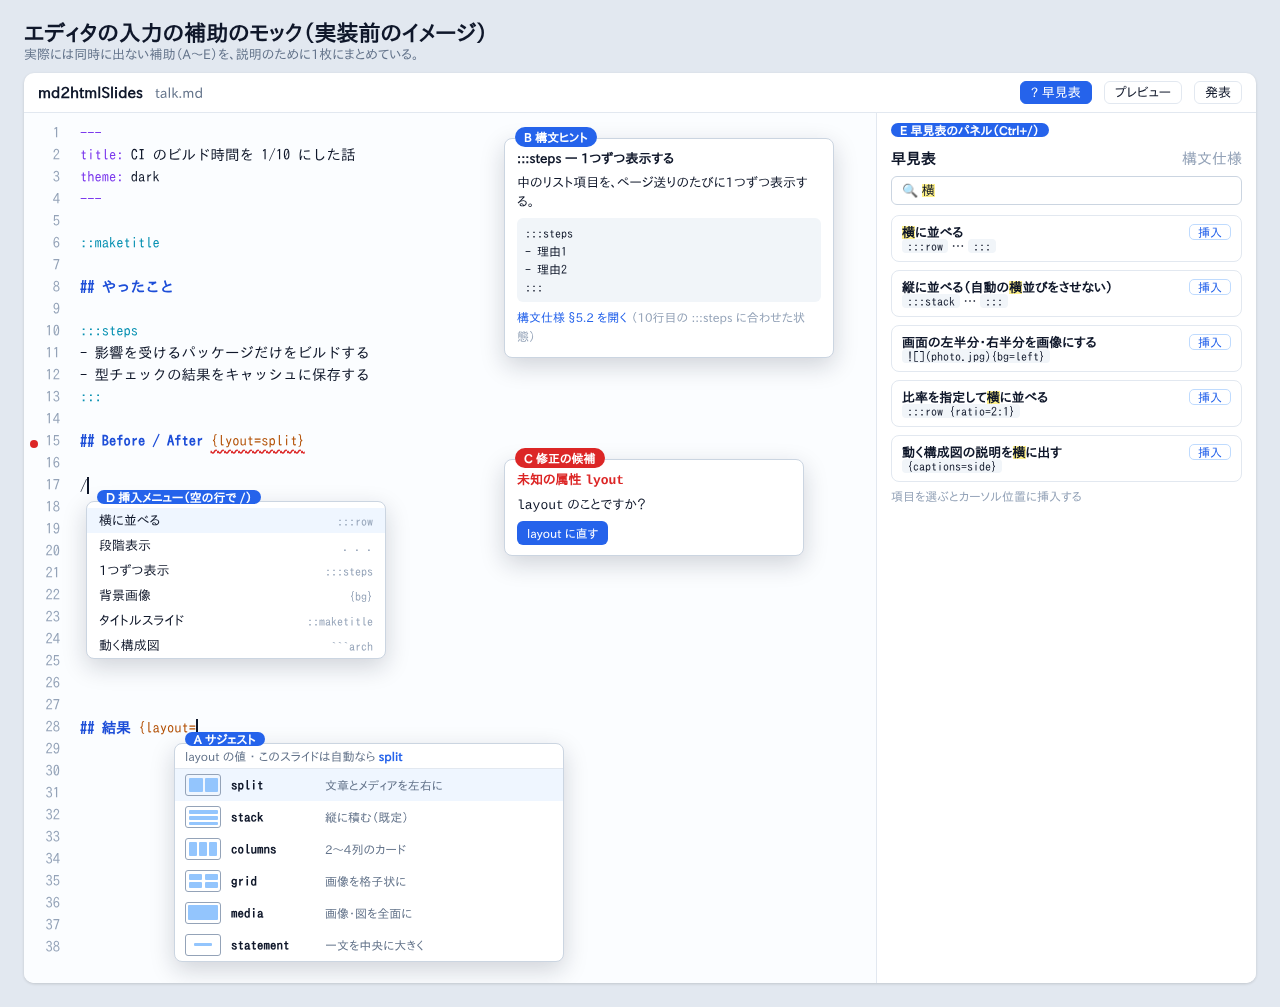 エディタの入力の補助のモック（実装前のイメージ）
実際には同時に出ない補助（A〜E）を、説明のために1枚にまとめている。
md2htmlSlides talk.md
? 早見表 プレビュー 発表
1 ---
2 title: CI のビルド時間を 1/10 にした話
3 theme: dark
4 ---
5
6 ::maketitle
7
8 ## やったこと
9
10 :::steps
11 - 影響を受けるパッケージだけをビルドする
12 - 型チェックの結果をキャッシュに保存する
13 :::
14
15 ## Before / After {lyout=split}
16
17 /
18
19
20
21
22
23
24
25
26
27
28 ## 結果 {layout=
29
30
31
32
33
34
35
36
37
38
B 構文ヒント
:::steps — 1つずつ表示する
中のリスト項目を、ページ送りのたびに1つずつ表示す
る。
:::steps
- 理由1
- 理由2
:::
構文仕様 §5.2 を開く（10行目の :::steps に合わせた状
態）
C 修正の候補
未知の属性 lyout
layout のことですか？
layout に直す
D 挿入メニュー（空の行で /）
横に並べる :::row
段階表示 . . .
1つずつ表示 :::steps
背景画像 {bg}
タイトルスライド ::maketitle
動く構成図 ```arch
A サジェスト
layout の値 · このスライドは自動なら split
split 文章とメディアを左右に
stack 縦に積む（既定）
columns 2〜4列のカード
grid 画像を格子状に
media 画像·図を全面に
statement 一文を中央に大きく
E 早見表のパネル（Ctrl+/）
早見表 構文仕様
🔍 横
横に並べる 挿入
:::row … :::
縦に並べる（自動の横並びをさせない） 挿入
:::stack … :::
画面の左半分·右半分を画像にする 挿入
![](photo.jpg){bg=left}
比率を指定して横に並べる 挿入
:::row {ratio=2:1}
動く構成図の説明を横に出す 挿入
{captions=side}
項目を選ぶとカーソル位置に挿入する